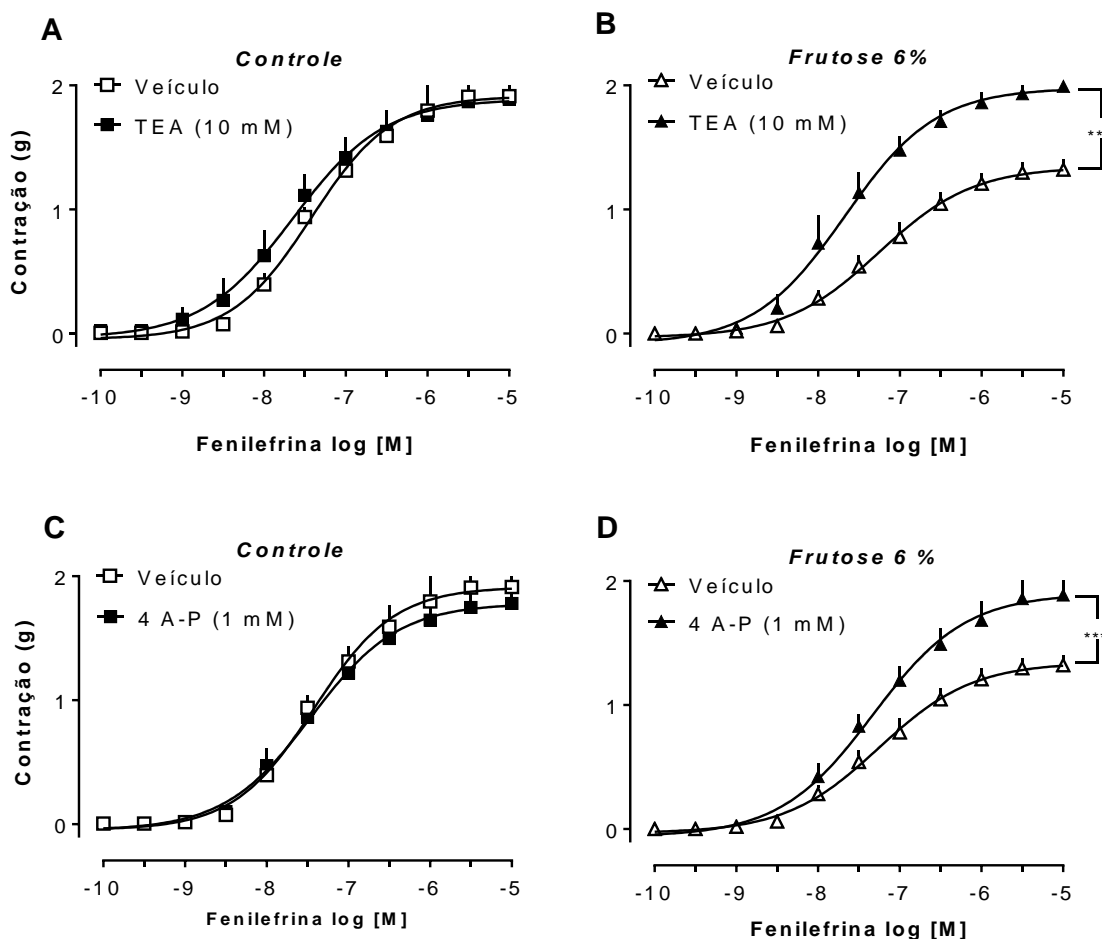 A
Controle
Veículo
TEA (10 mM)
2
1
0
Contração (g)
-10 -9 -8 -7 -6 -5
Fenilefrina log [M]
B
Frutose 6%
Veículo
TEA (10 mM)
2
1
0
**
-10 -9 -8 -7 -6 -5
Fenilefrina log [M]
C
Controle
Veículo
4 A-P (1 mM)
2
1
0
Contração (g)
-10 -9 -8 -7 -6 -5
Fenilefrina log [M]
D
Frutose 6 %
Veículo
4 A-P (1 mM)
2
1
0
***
-10 -9 -8 -7 -6 -5
Fenilefrina log [M]